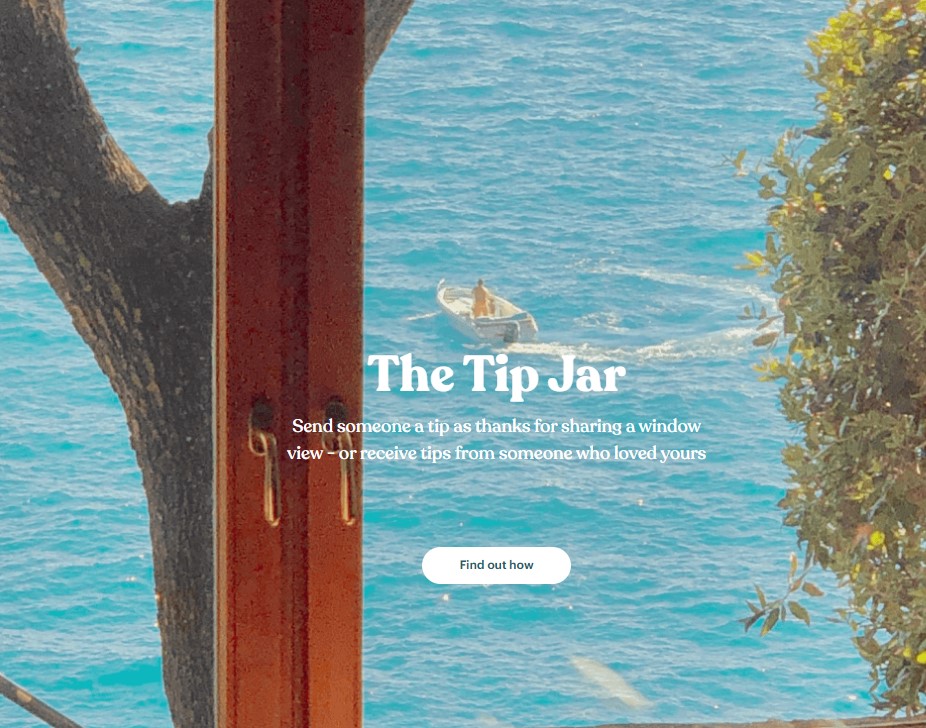 The Tip Jar
Send someone a tip as thanks for sharing a window
view – or receive tips from someone who loved yours
Find out how